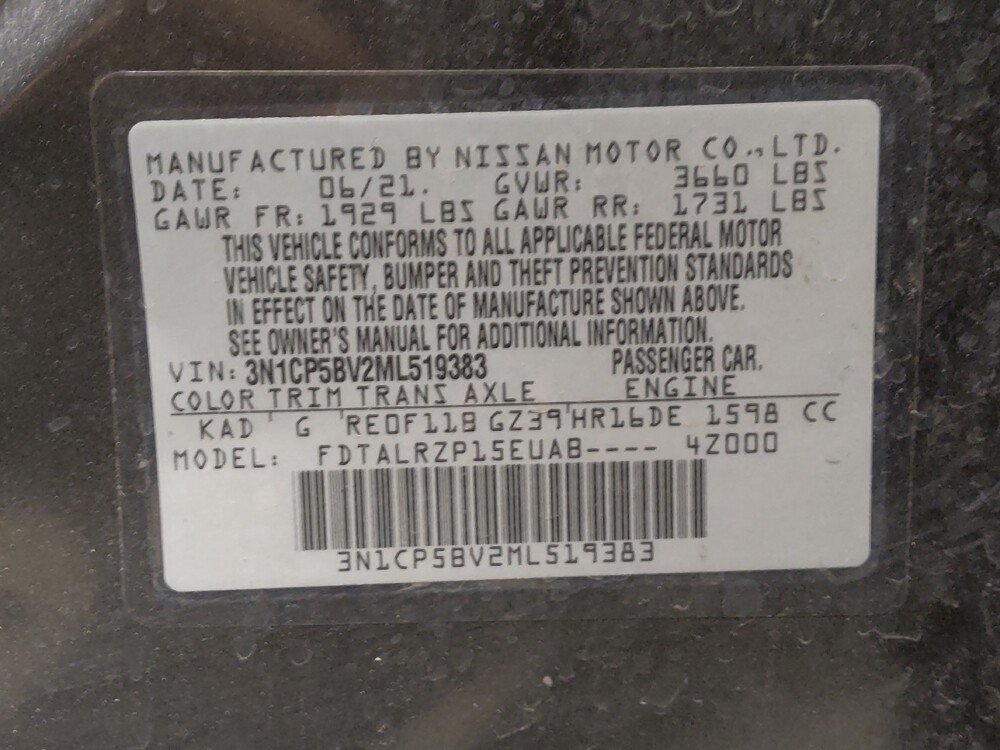 MANUFACTURED BY NISSAN MOTOR CO.,LTD.
DATE: 06/21. GVWR: 3660 LBS
GAWR FR: 1929 LBS GAWR RR: 1731 LBS
THIS VEHICLE CONFORMS TO ALL APPLICABLE FEDERAL MOTOR
VEHICLE SAFETY, BUMPER AND THEFT PREVENTION STANDARDS
IN EFFECT ON THE DATE OF MANUFACTURE SHOWN ABOVE.
SEE OWNER'S MANUAL FOR ADDITIONAL INFORMATION.
VIN: 3N1CP5BV2ML519383 PASSENGER CAR.
COLOR TRIM TRANS AXLE ENGINE
KAD ' G 'RE0F11B GZ39'HR16DE 1598 CC
MODEL: FDTALRZP15EUAB---- 4Z000
3N1CP5BV2ML519383